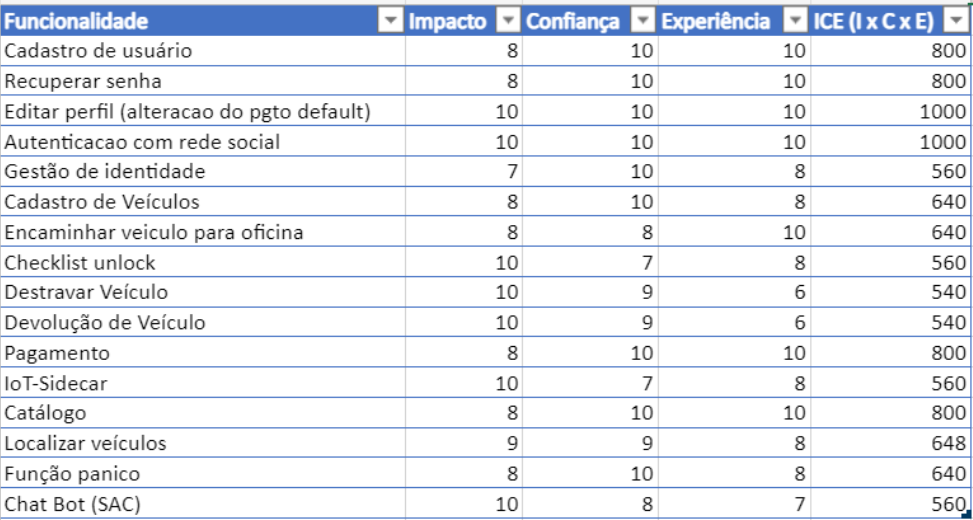 Funcionalidade Impacto Confiança Experiência ICE (I x C x E)
Cadastro de usuário 8 10 10 800
Recuperar senha 8 10 10 800
Editar perfil (alteracao do pgto default) 10 10 10 1000
Autenticacao com rede social 10 10 10 1000
Gestão de identidade 7 10 8 560
Cadastro de Veículos 8 10 8 640
Encaminhar veiculo para oficina 8 8 10 640
Checklist unlock 10 7 8 560
Destravar Veículo 10 9 6 540
Devolução de Veículo 10 9 6 540
Pagamento 8 10 10 800
IoT-Sidecar 10 7 8 560
Catálogo 8 10 10 800
Localizar veículos 9 9 8 648
Função panico 8 10 8 640
Chat Bot (SAC) 10 8 7 560